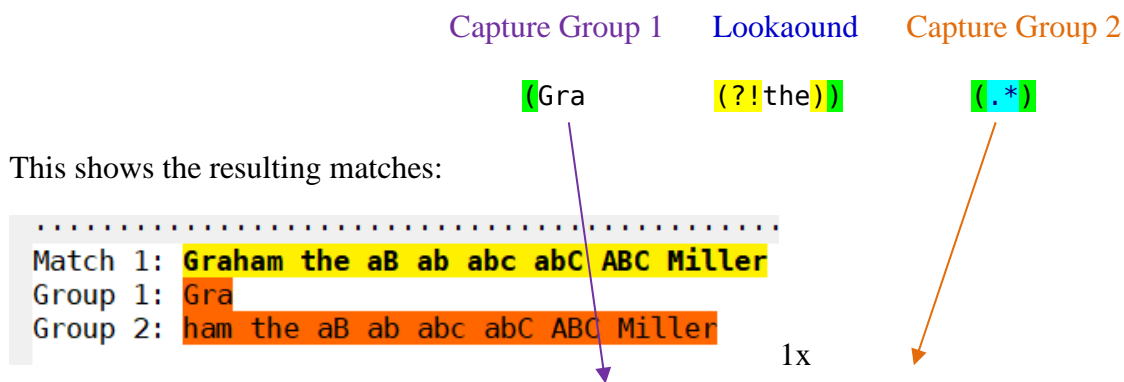 Capture Group 1 Lookaound Capture Group 2
(Gra (?!the)) (.*)
This shows the resulting matches:
Match 1: Graham the aB ab abc abC ABC Miller
Group 1: Gra
Group 2: ham the aB ab abc abC ABC Miller
1x